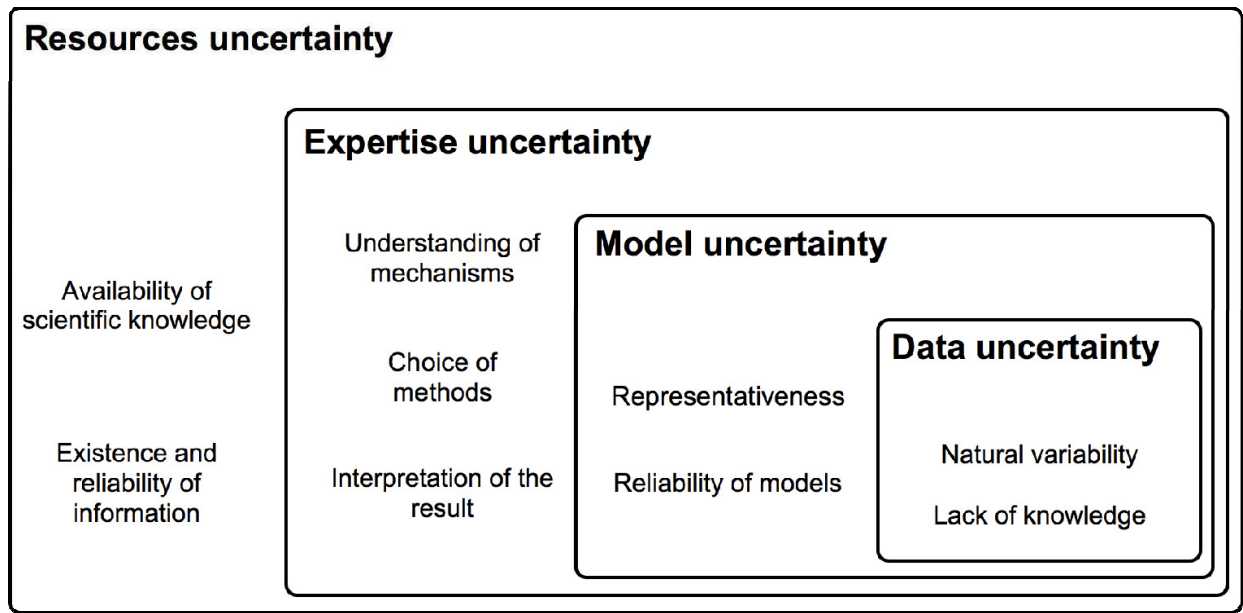 Resources uncertainty
Availability of
scientific knowledge
Existence and
reliability of
information
Expertise uncertainty
Understanding of
mechanisms
Choice of
methods
Interpretation of the
result
Model uncertainty
Representativeness
Reliability of models
Data uncertainty
Natural variability
Lack of knowledge